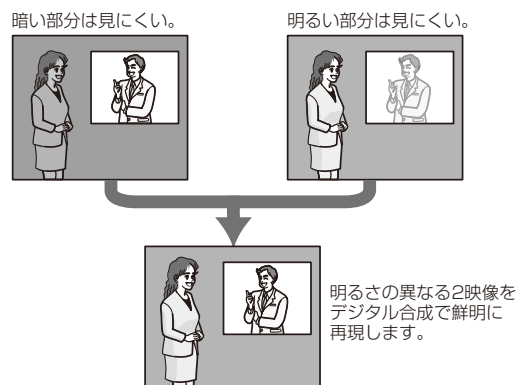 暗い部分は見にくい。
明るい部分は見にくい。
明るさの異なる2映像を
デジタル合成で鮮明に
再現します。